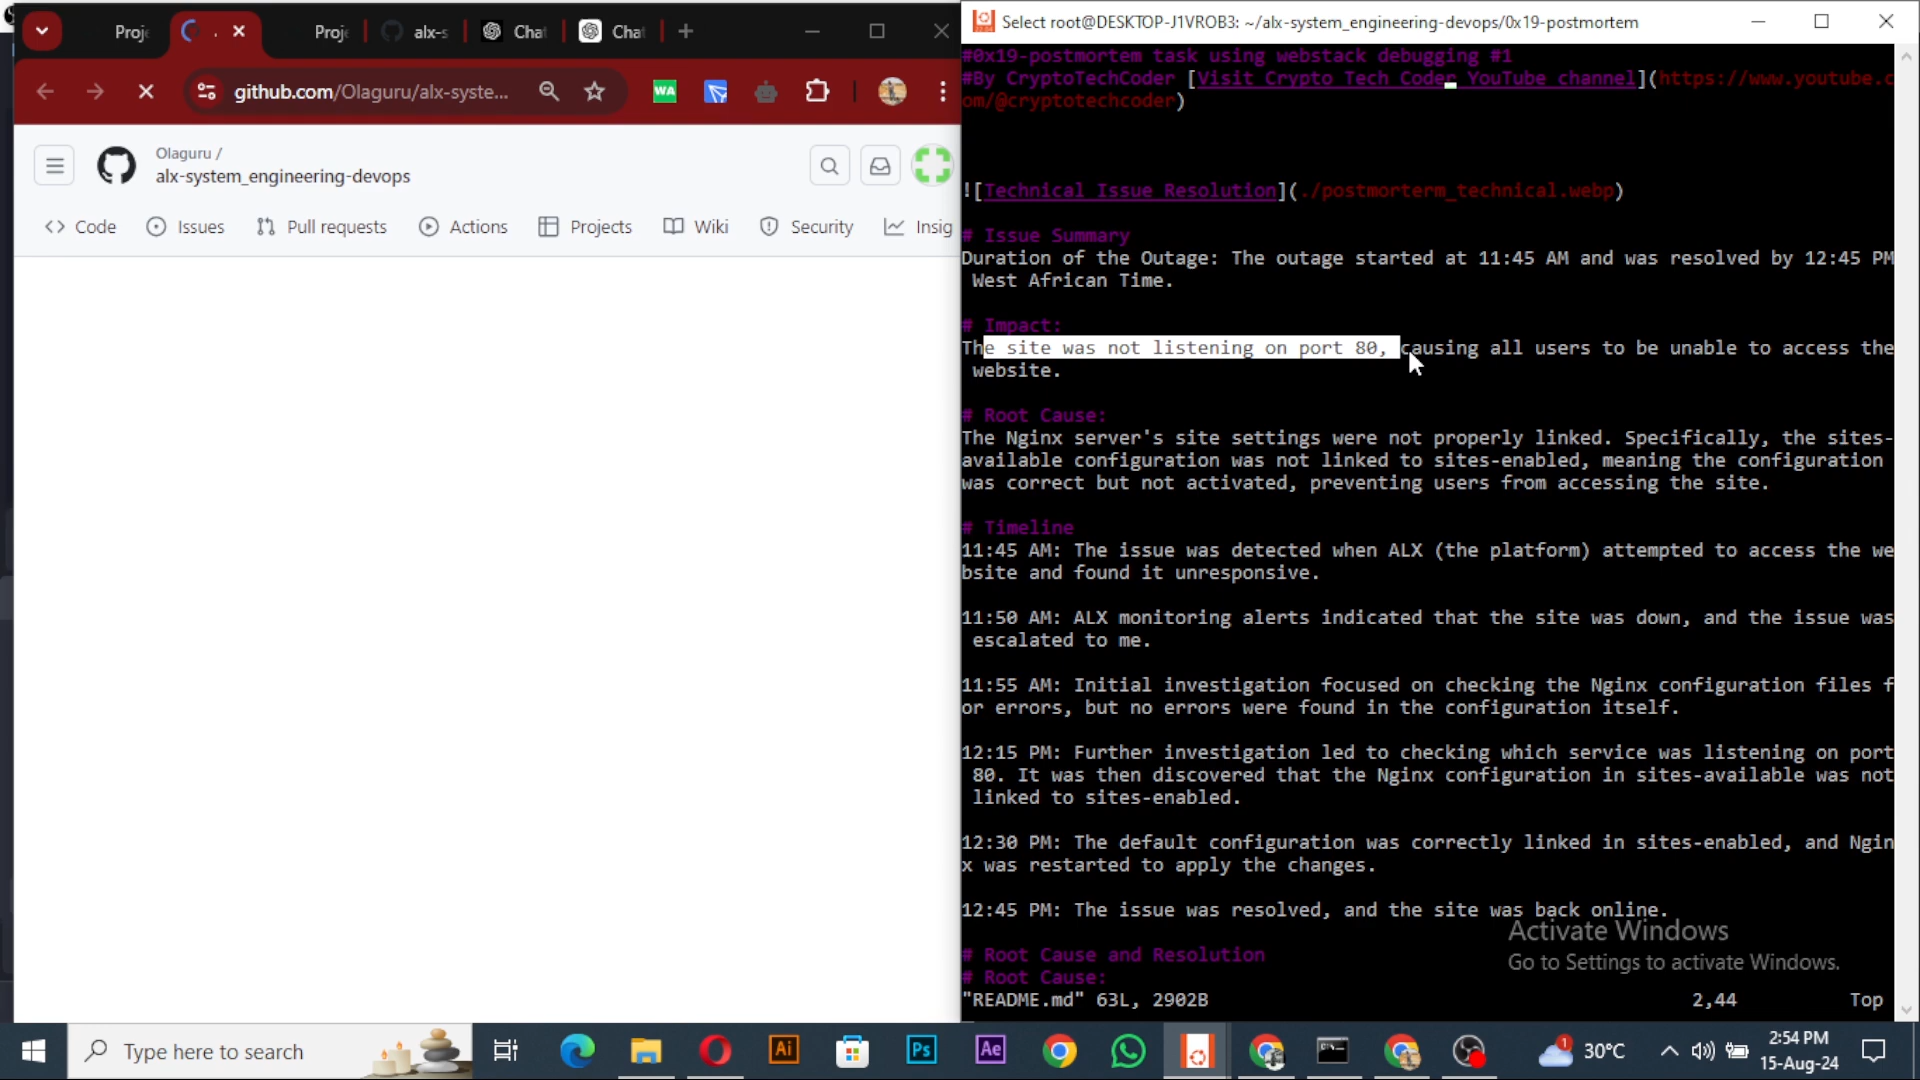 Proj
.
Proj
alx-s
Chat
Chat
github.com/Olaguru/alx-syste...
WA
Olaguru /
alx-system_engineering-devops
Code
Issues
Pull requests
Actions
Projects
Wiki
Security
Insig
Select root@DESKTOP-J1VROB3: ~/alx-system_engineering-devops/0x19-postmortem
#0x19-postmortem task using webstack debugging #1
#By CryptoTechCoder [Visit Crypto Tech Coder YouTube channel](https://www.youtube.c
om/@cryptotechcoder)
![Technical Issue Resolution](./postmorterm_technical.webp)
# Issue Summary
Duration of the Outage: The outage started at 11:45 AM and was resolved by 12:45 PM
West African Time.
# Impact:
The site was not listening on port 80, causing all users to be unable to access the
website.
# Root Cause:
The Nginx server's site settings were not properly linked. Specifically, the sites-
available configuration was not linked to sites-enabled, meaning the configuration
was correct but not activated, preventing users from accessing the site.
# Timeline
11:45 AM: The issue was detected when ALX (the platform) attempted to access the we
bsite and found it unresponsive.
11:50 AM: ALX monitoring alerts indicated that the site was down, and the issue was
escalated to me.
11:55 AM: Initial investigation focused on checking the Nginx configuration files f
or errors, but no errors were found in the configuration itself.
12:15 PM: Further investigation led to checking which service was listening on port
80. It was then discovered that the Nginx configuration in sites-available was not
linked to sites-enabled.
12:30 PM: The default configuration was correctly linked in sites-enabled, and Ngin
x was restarted to apply the changes.
12:45 PM: The issue was resolved, and the site was back online.
# Root Cause and Resolution
# Root Cause:
"README.md" 63L, 2902B
2,44
Top
Activate Windows
Go to Settings to activate Windows.
Type here to search
Ai
Ps
Ae
1
30°C
2:54 PM
15-Aug-24